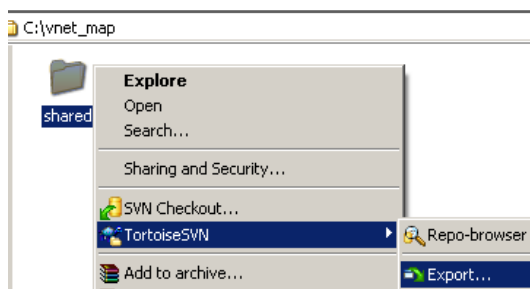 C:\vnet_map
shared
Explore
Open
Search...
Sharing and Security...
SVN Checkout...
TortoiseSVN
Repo-browser
Add to archive...
Export...